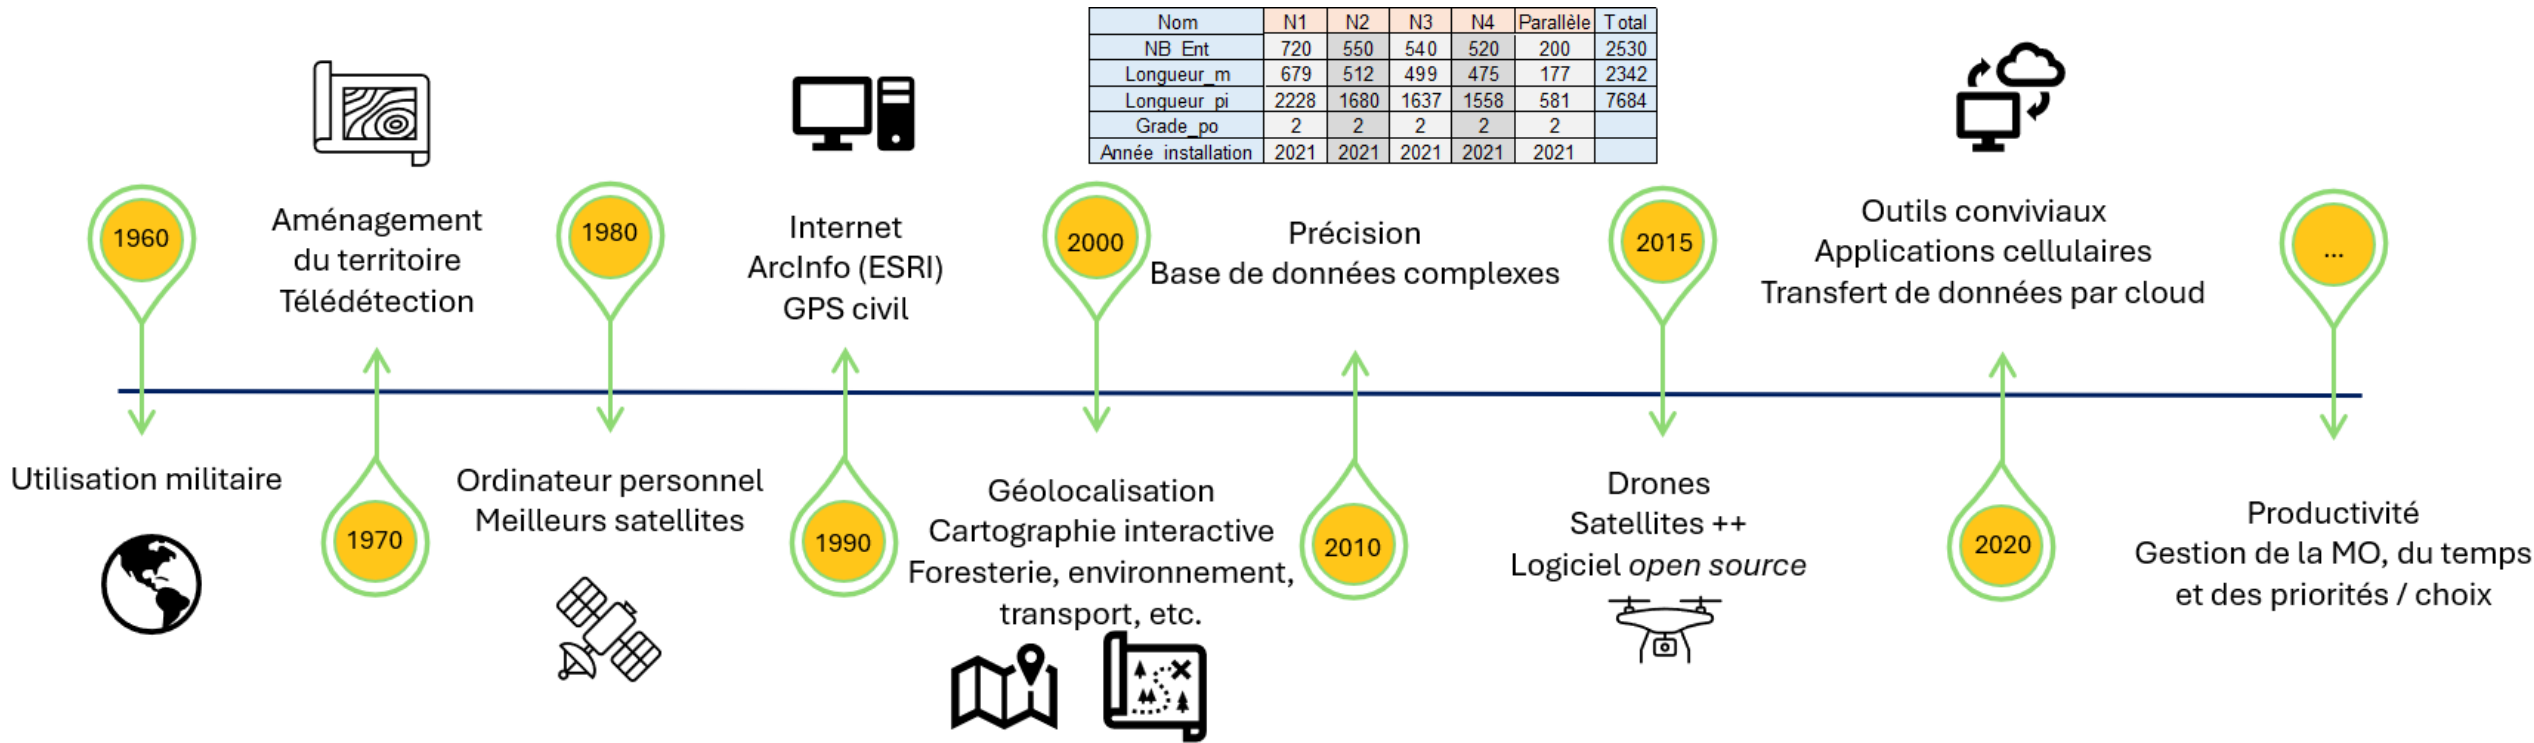 Nom N1 N2 N3 N4 Parallèle Total
NB_Ent 720 550 540 520 200 2530
Longueur_m 679 512 499 475 177 2342
Longueur_pi 2228 1680 1637 1558 581 7684
Grade_po 2 2 2 2 2
Année_installation 2021 2021 2021 2021 2021
1960
Utilisation militaire
Aménagement
du territoire
Télédétection
1970
1980
Ordinateur personnel
Meilleurs satellites
Internet
ArcInfo (ESRI)
GPS civil
1990
2000
Géolocalisation
Cartographie interactive
Foresterie, environnement,
transport, etc.
Précision
Base de données complexes
2010
2015
Drones
Satellites ++
Logiciel open source
Outils conviviaux
Applications cellulaires
Transfert de données par cloud
2020
...
Productivité
Gestion de la MO, du temps
et des priorités / choix